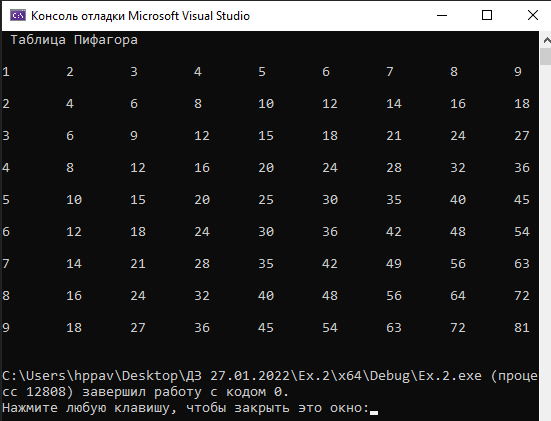 Консоль отладки Microsoft Visual Studio
Таблица Пифагора
1 2 3 4 5 6 7 8 9
2 4 6 8 10 12 14 16 18
3 6 9 12 15 18 21 24 27
4 8 12 16 20 24 28 32 36
5 10 15 20 25 30 35 40 45
6 12 18 24 30 36 42 48 54
7 14 21 28 35 42 49 56 63
8 16 24 32 40 48 56 64 72
9 18 27 36 45 54 63 72 81
C:\Users\hppav\Desktop\ДЗ 27.01.2022\Ex.2\x64\Debug\Ex.2.exe (проце
сс 12808) завершил работу с кодом 0.
Нажмите любую клавишу, чтобы закрыть это окно: